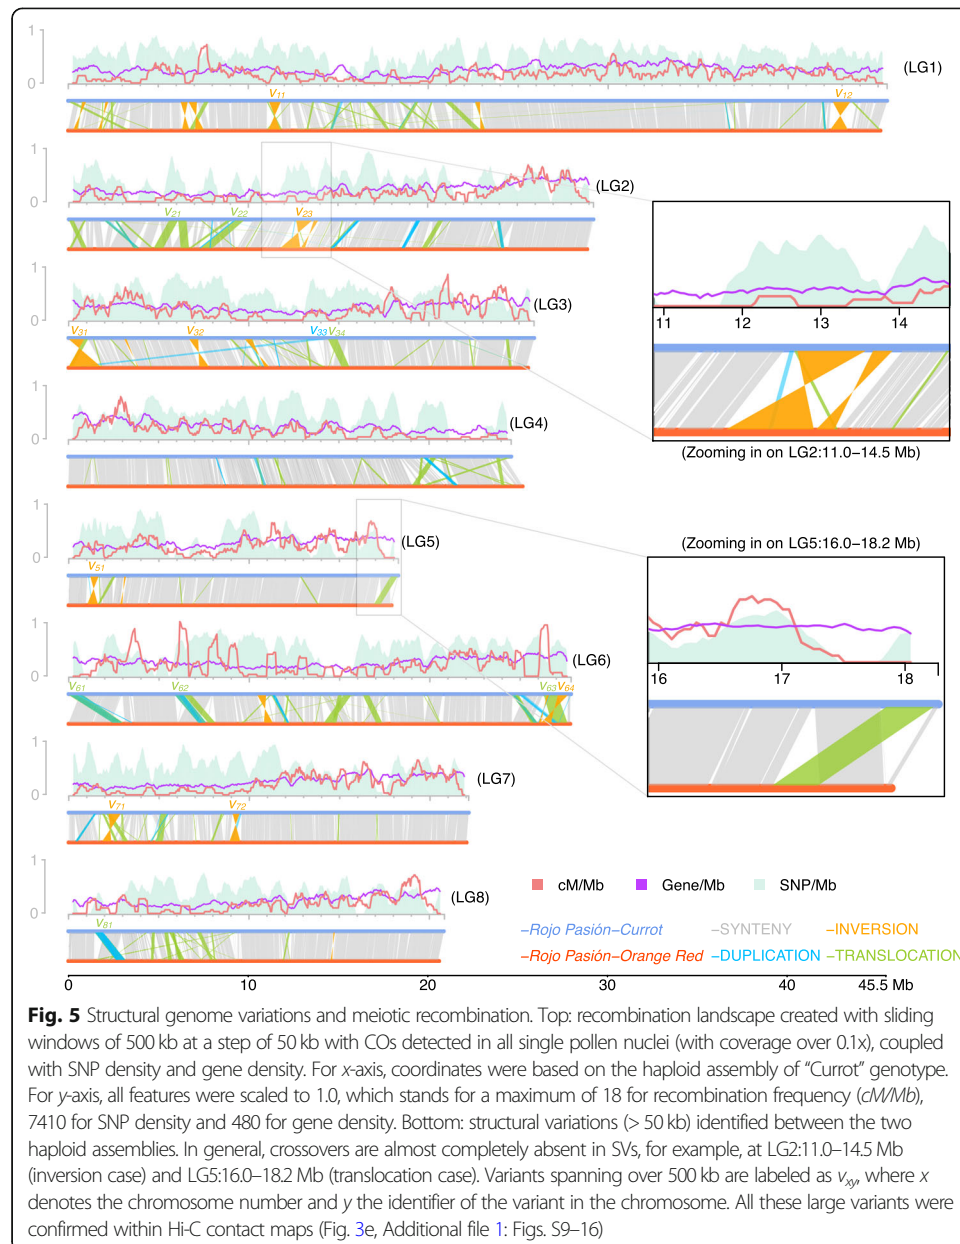 1
0
(LG1)
v11
v12
1
0
(LG2)
v21
v22
v23
1
0
(LG3)
v31
v32
v33
v34
11
12
13
14
(Zooming in on LG2:11.0–14.5 Mb)
1
0
(LG4)
1
0
(LG5)
v51
(Zooming in on LG5:16.0–18.2 Mb)
16
17
18
1
0
(LG6)
v61
v62
v63
v64
1
0
(LG7)
v71
v72
1
0
(LG8)
v81
cM/Mb
Gene/Mb
SNP/Mb
–Rojo Pasión–Currot
–SYNTENY
–INVERSION
–Rojo Pasión–Orange Red
–DUPLICATION
–TRANSLOCATION
0
10
20
30
40
45.5 Mb
Fig. 5 Structural genome variations and meiotic recombination. Top: recombination landscape created with sliding
windows of 500 kb at a step of 50 kb with COs detected in all single pollen nuclei (with coverage over 0.1x), coupled
with SNP density and gene density. For x-axis, coordinates were based on the haploid assembly of "Currot" genotype.
For y-axis, all features were scaled to 1.0, which stands for a maximum of 18 for recombination frequency (cM/Mb),
7410 for SNP density and 480 for gene density. Bottom: structural variations (> 50 kb) identified between the two
haploid assemblies. In general, crossovers are almost completely absent in SVs, for example, at LG2:11.0–14.5 Mb
(inversion case) and LG5:16.0–18.2 Mb (translocation case). Variants spanning over 500 kb are labeled as vxy, where x
denotes the chromosome number and y the identifier of the variant in the chromosome. All these large variants were
confirmed within Hi-C contact maps (Fig. 3e, Additional file 1: Figs. S9–16)